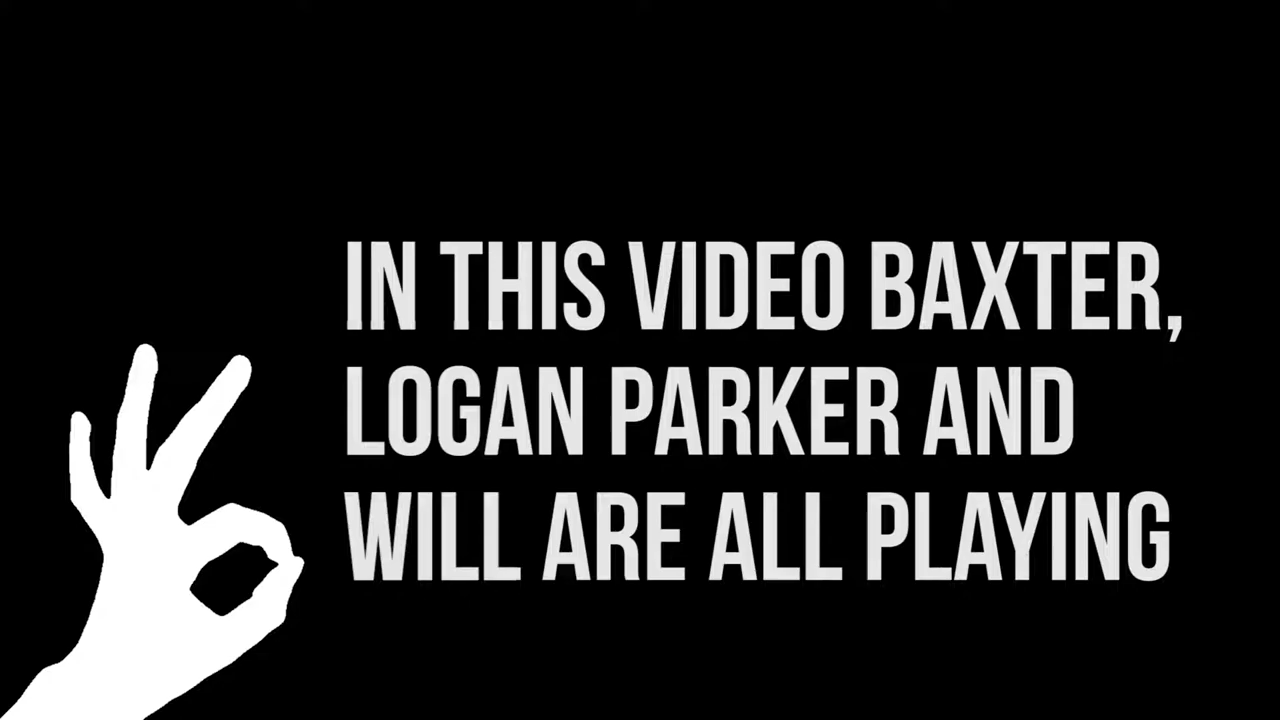 IN THIS VIDEO BAXTER,
LOGAN PARKER AND
WILL ARE ALL PLAYING